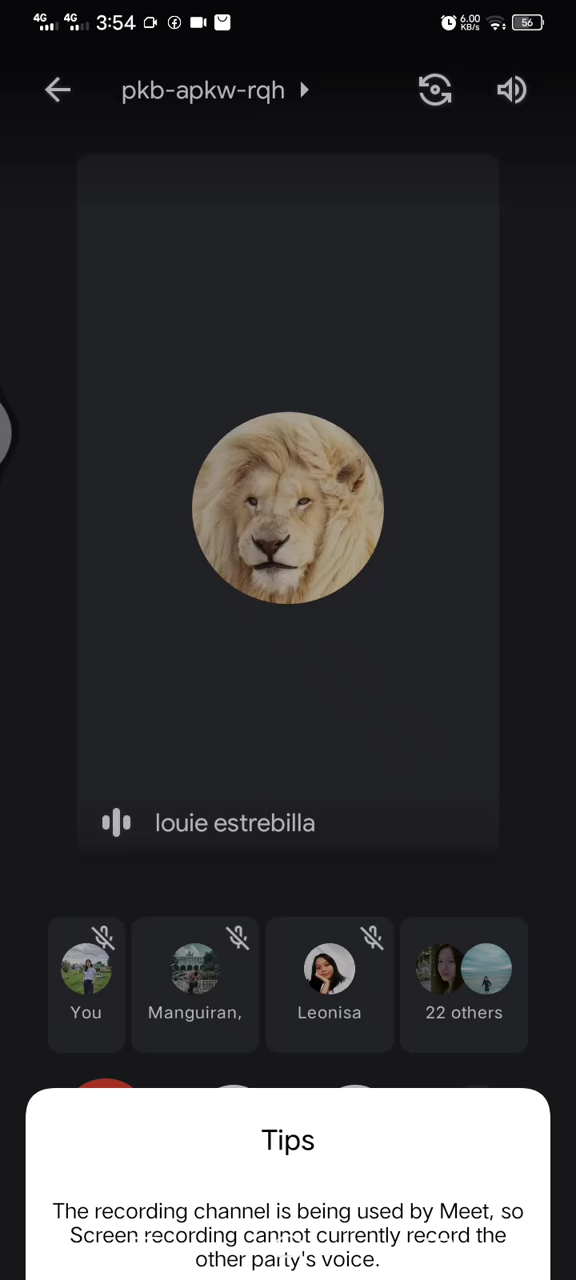 4G 4G 3:54 6.00 KB/s 56
pkb-apkw-rqh
louie estrebilla
You Manguiran, Leonisa 22 others
Tips
The recording channel is being used by Meet, so
Screen recording cannot currently record the
other party's voice.